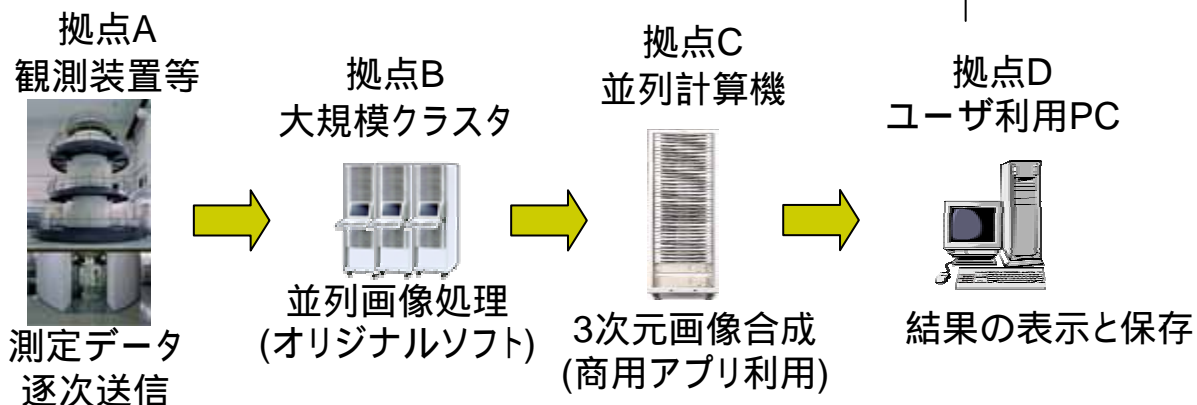 拠点A
観測装置等
測定データ
逐次送信
拠点B
大規模クラスタ
並列画像処理
(オリジナルソフト)
拠点C
並列計算機
3次元画像合成
(商用アプリ利用)
拠点D
ユーザ利用PC
結果の表示と保存